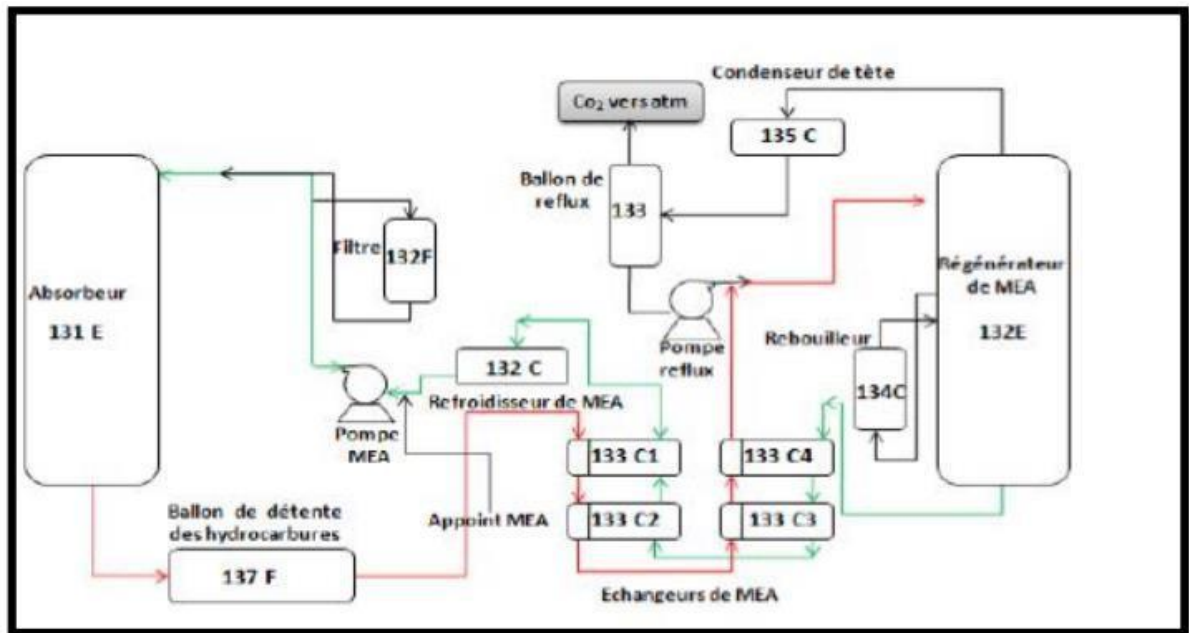 Condenseur de tète
Co₂ vers atm
135 C
Ballon de
reflux
133
Filtre
132F
Absorbeur
131 E
Régénérateur
de MEA
132E
Rebouilleur
134C
Pompe
reflux
132 C
Refroidisseur de MEA
Pompe
MEA
133 C1
133 C4
Ballon de détente
des hydrocarbures
Appoint MEA
133 C2
133 C3
137 F
Echangeurs de MEA